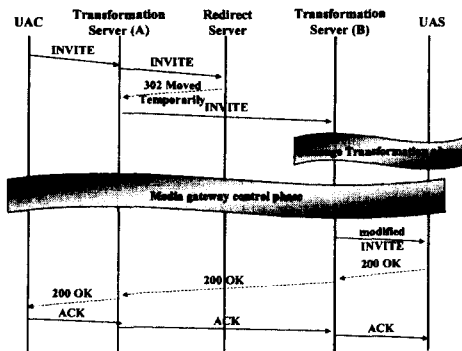 UAC
Transformation
Server (A)
Redirect
Server
Transformation
Server (B)
UAS
INVITE
INVITE
302 Moved
Temporarily
INVITE
Transformation
Media gateway control phase
modified
INVITE
200 OK
200 OK
200 OK
ACK
ACK
ACK